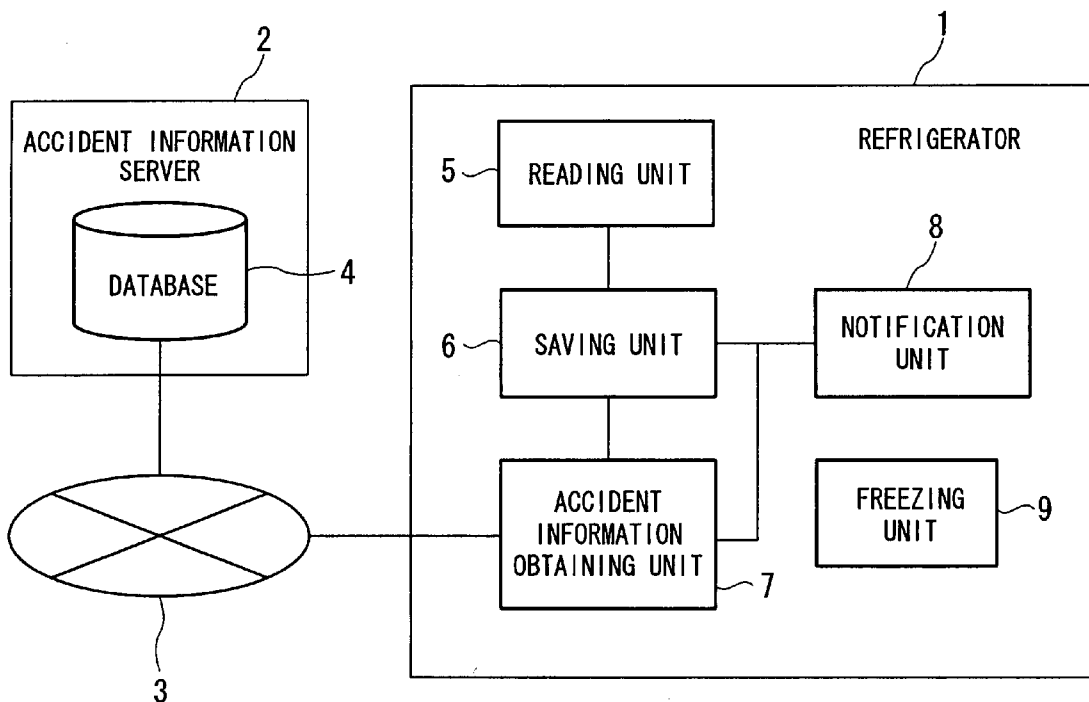 1
2
ACCIDENT INFORMATION
SERVER
REFRIGERATOR
5
READING UNIT
DATABASE
4
8
6
SAVING UNIT
NOTIFICATION
UNIT
ACCIDENT
INFORMATION
OBTAINING UNIT
7
FREEZING
UNIT
9
3